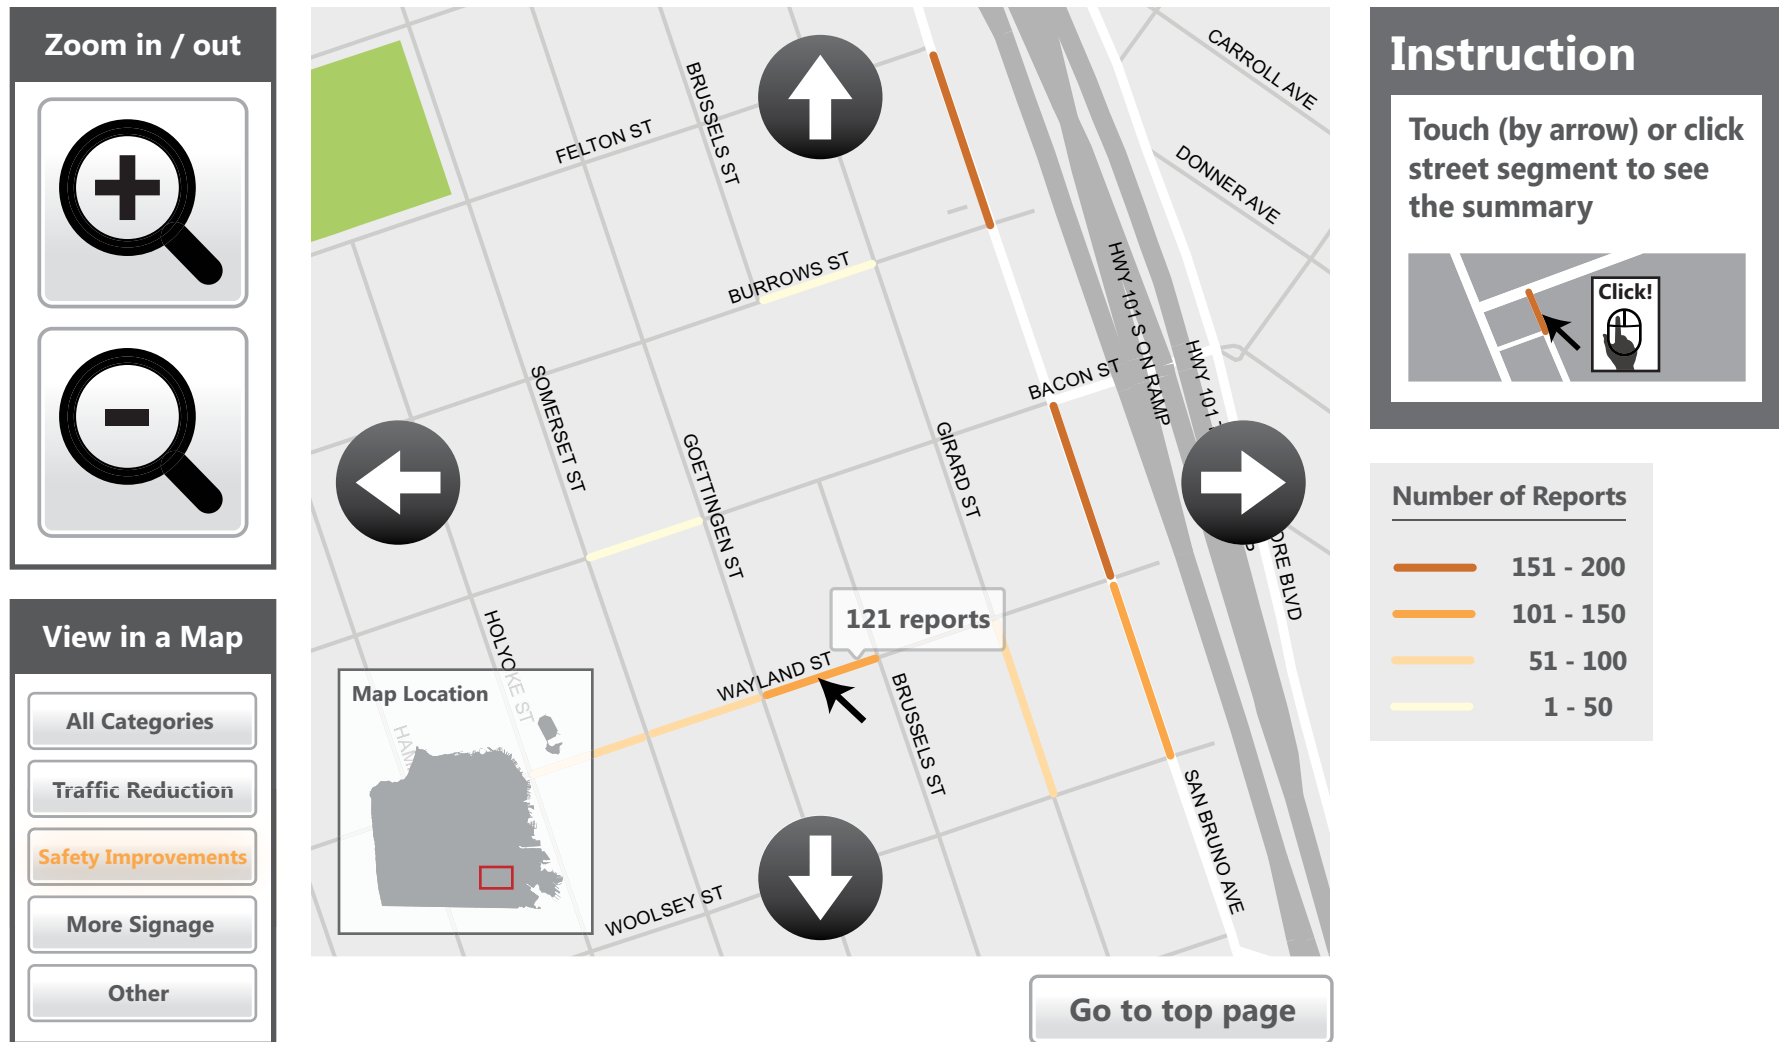 Zoom in / out
View in a Map
All Categories
Traffic Reduction
Safety Improvements
More Signage
Other
FELTON ST
BRUSSELS ST
BURROWS ST
CARROLL AVE
DONNER AVE
HWY 101 S ON RAMP
HWY 101
BACON ST
SOMERSET ST
GOETTINGEN ST
GIRARD ST
ORE BLVD
HOLYOKE ST
121 reports
WAYLAND ST
BRUSSELS ST
Map Location
HAM
SAN BRUNO AVE
WOOLSEY ST
Go to top page
Instruction
Touch (by arrow) or click
street segment to see
the summary
Click!
Number of Reports
151 - 200
101 - 150
51 - 100
1 - 50